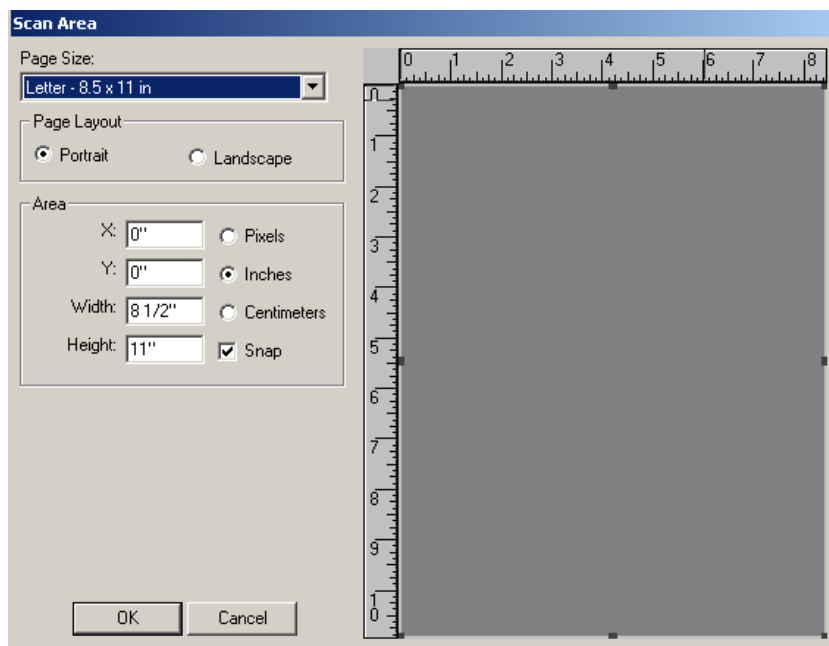 Scan Area
Page Size:
Letter - 8.5 x 11 in
Page Layout
Portrait
Landscape
Area
X: 0"
Pixels
Y: 0"
Inches
Width: 8 1/2"
Centimeters
Height: 11"
Snap
OK
Cancel
0 1 2 3 4 5 6 7 8
0
1
2
3
4
5
6
7
8
9
10